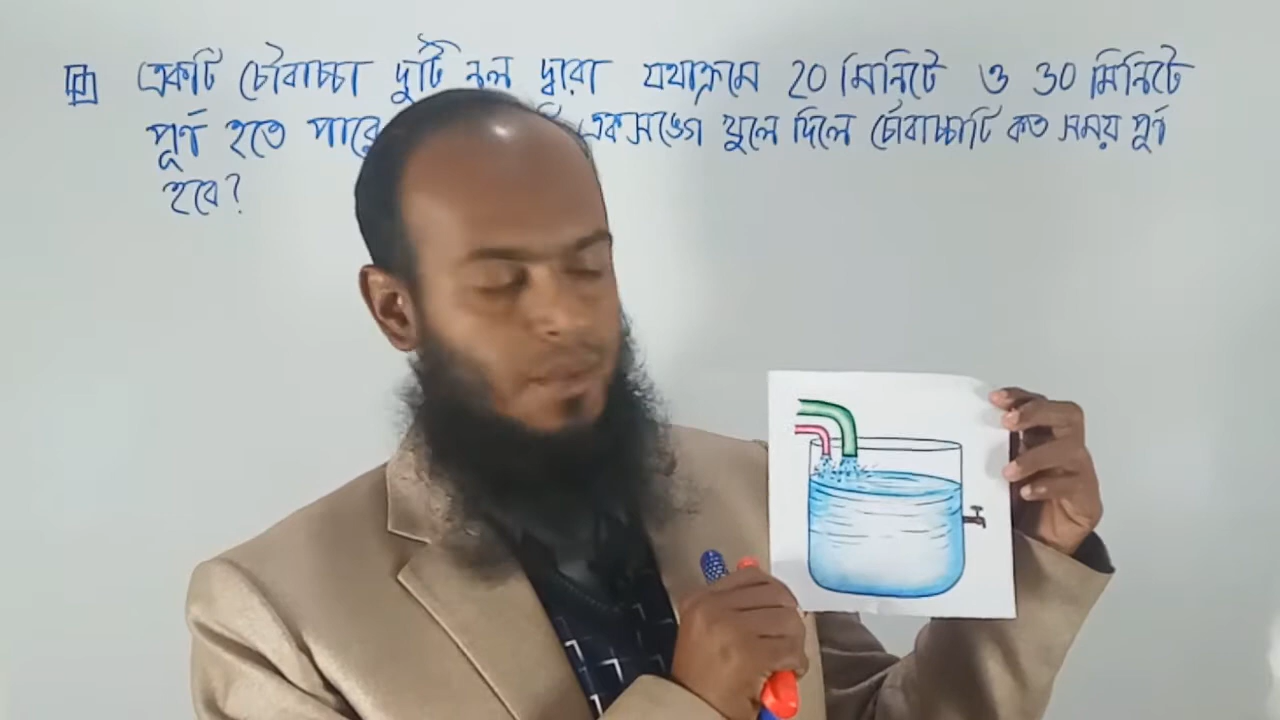 একটি চৌবাচ্চা দুটি নল দ্বারা যথাক্রমে 20 মিনিটে ও 30 মিনিটে
পূর্ণ হতে পারে একসঙ্গে খুলে দিলে চৌবাচ্চাটি কত সময় পূর্ণ
হবে?